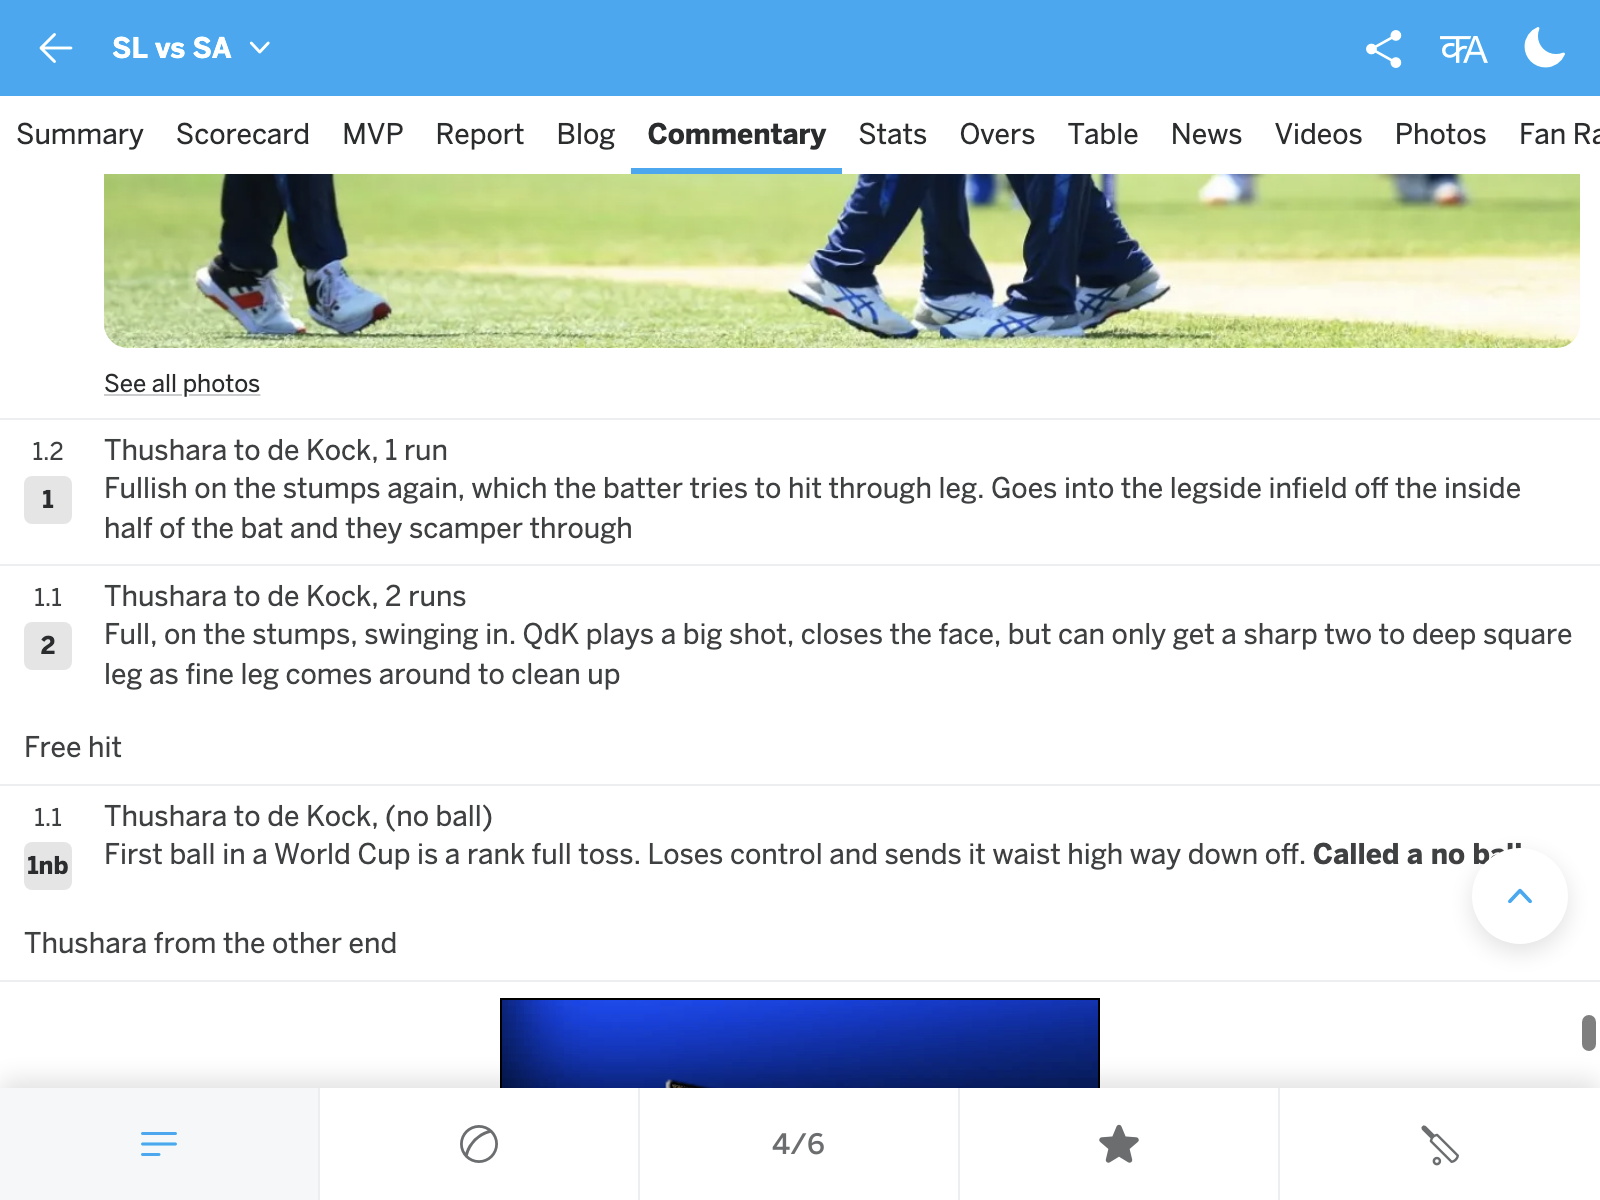 SL vs SA
क A
Summary Scorecard MVP Report Blog Commentary Stats Overs Table News Videos Photos Fan
See all photos
1.2 Thushara to de Kock, 1 run
1 Fullish on the stumps again, which the batter tries to hit through leg. Goes into the legside infield off the inside
half of the bat and they scamper through
1.1 Thushara to de Kock, 2 runs
2 Full, on the stumps, swinging in. QdK plays a big shot, closes the face, but can only get a sharp two to deep square
leg as fine leg comes around to clean up
Free hit
1.1 Thushara to de Kock, (no ball)
1nb First ball in a World Cup is a rank full toss. Loses control and sends it waist high way down off. Called a no ball
Thushara from the other end
4/6